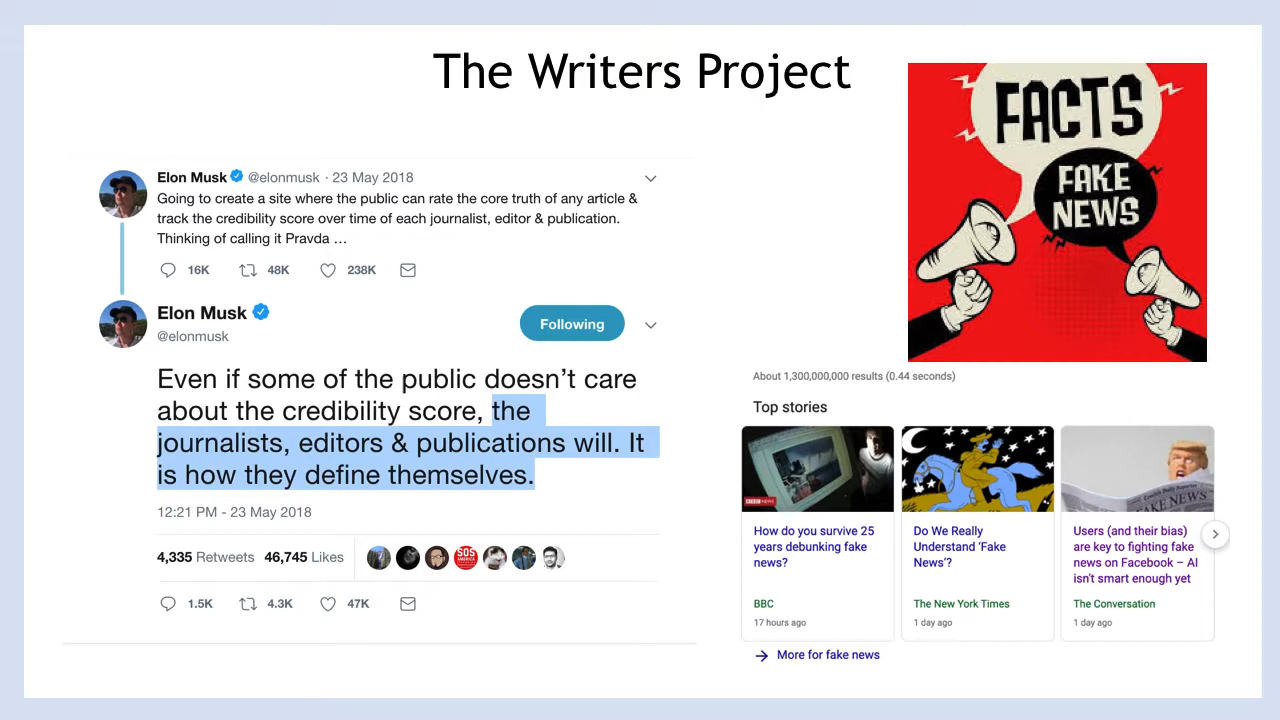 The Writers Project
Elon Musk @elonmusk · 23 May 2018
Going to create a site where the public can rate the core truth of any article &
track the credibility score over time of each journalist, editor & publication.
Thinking of calling it Pravda …
16K 48K 238K
Elon Musk
@elonmusk
Following
Even if some of the public doesn’t care
about the credibility score, the
journalists, editors & publications will. It
is how they define themselves.
12:21 PM - 23 May 2018
4,335 Retweets 46,745 Likes
SOS
AMERICA
1.5K 4.3K 47K
FACTS
FAKE
NEWS
About 1,300,000,000 results (0.44 seconds)
Top stories
BBC NEWS
How do you survive 25
years debunking fake
news?
BBC
17 hours ago
Do We Really
Understand ‘Fake
News’?
The New York Times
1 day ago
FAKE NEWS
Users (and their bias)
are key to fighting fake
news on Facebook – AI
isn't smart enough yet
The Conversation
1 day ago
More for fake news